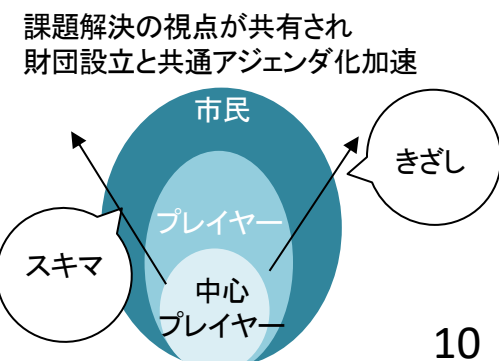 課題解決の視点が共有され
財団設立と共通アジェンダ化加速
市民
きざし
プレイヤー
スキマ
中心
プレイヤー
10